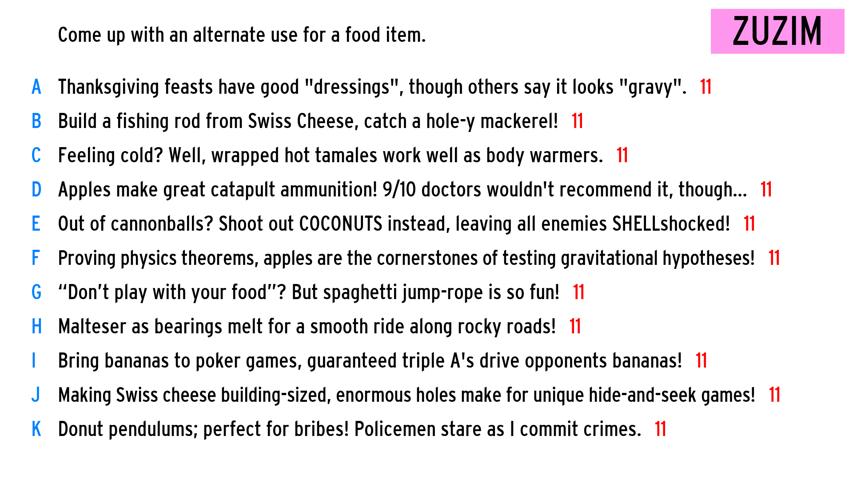 Come up with an alternate use for a food item.
ZUZIM
A Thanksgiving feasts have good "dressings", though others say it looks "gravy". 11
B Build a fishing rod from Swiss Cheese, catch a hole-y mackerel! 11
C Feeling cold? Well, wrapped hot tamales work well as body warmers. 11
D Apples make great catapult ammunition! 9/10 doctors wouldn't recommend it, though... 11
E Out of cannonballs? Shoot out COCONUTS instead, leaving all enemies SHELLshocked! 11
F Proving physics theorems, apples are the cornerstones of testing gravitational hypotheses! 11
G “Don’t play with your food”? But spaghetti jump-rope is so fun! 11
H Malteser as bearings melt for a smooth ride along rocky roads! 11
I Bring bananas to poker games, guaranteed triple A's drive opponents bananas! 11
J Making Swiss cheese building-sized, enormous holes make for unique hide-and-seek games! 11
K Donut pendulums; perfect for bribes! Policemen stare as I commit crimes. 11